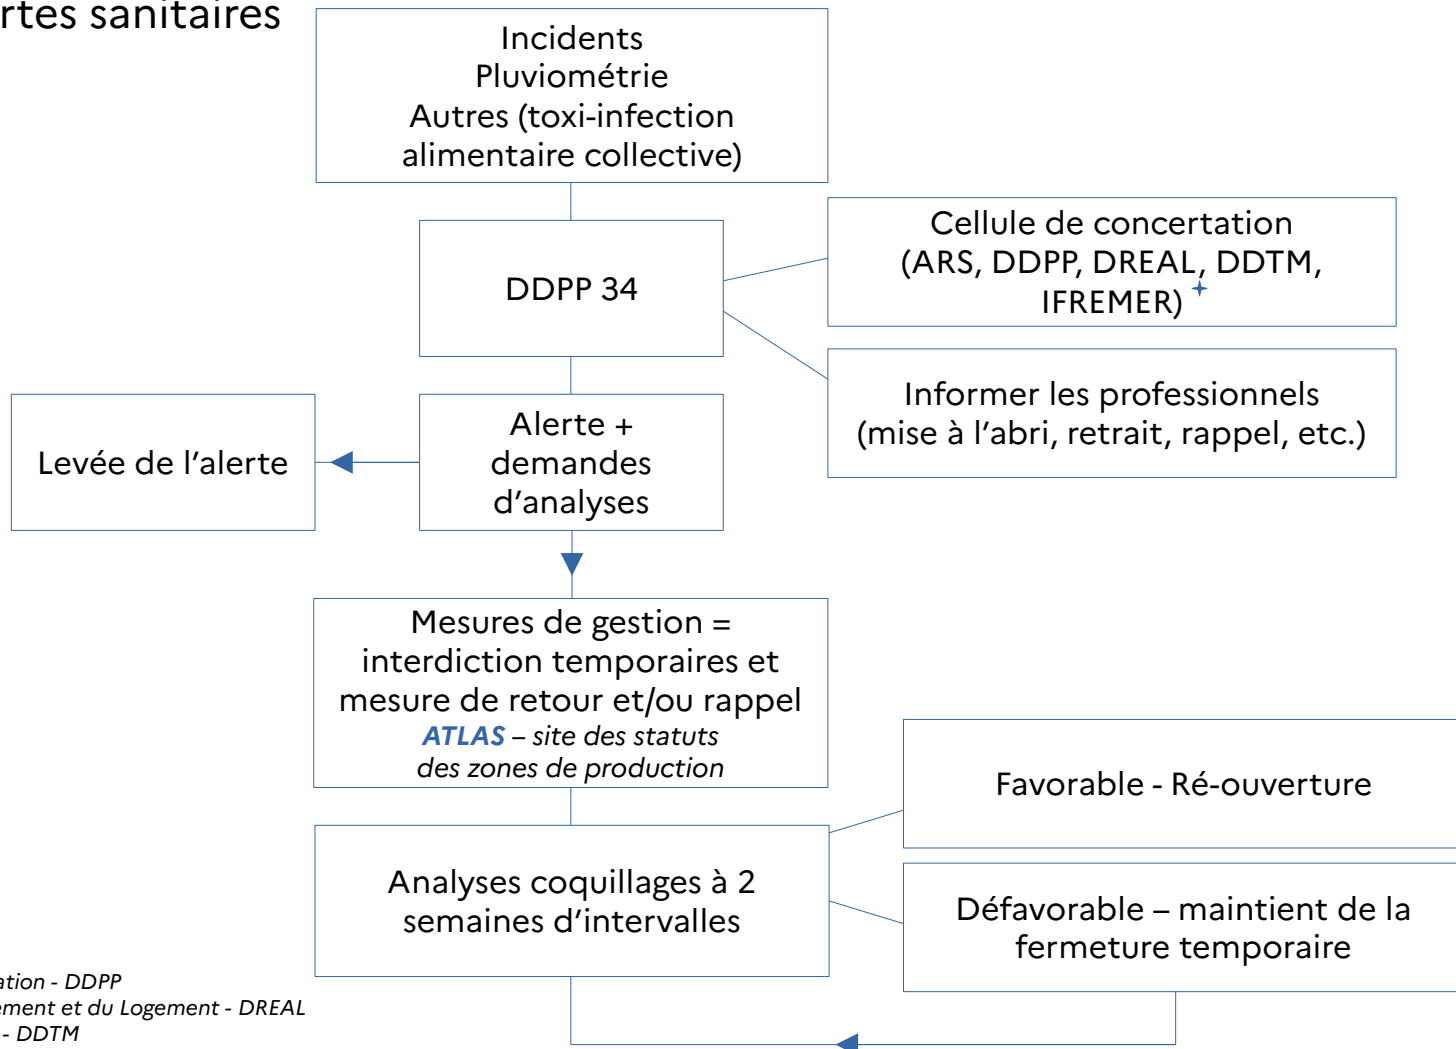 rtes sanitaires
Incidents
Pluviométrie
Autres (toxi-infection
alimentaire collective)
Cellule de concertation
(ARS, DDPP, DREAL, DDTM,
IFREMER)
DDPP 34
Informer les professionnels
(mise à l’abri, retrait, rappel, etc.)
Alerte +
demandes
d’analyses
Levée de l’alerte
Mesures de gestion =
interdiction temporaires et
mesure de retour et/ou rappel
ATLAS – site des statuts
des zones de production
Favorable - Ré-ouverture
Analyses coquillages à 2
semaines d’intervalles
Défavorable – maintient de la
fermeture temporaire
ation - DDPP
ement et du Logement - DREAL
- DDTM